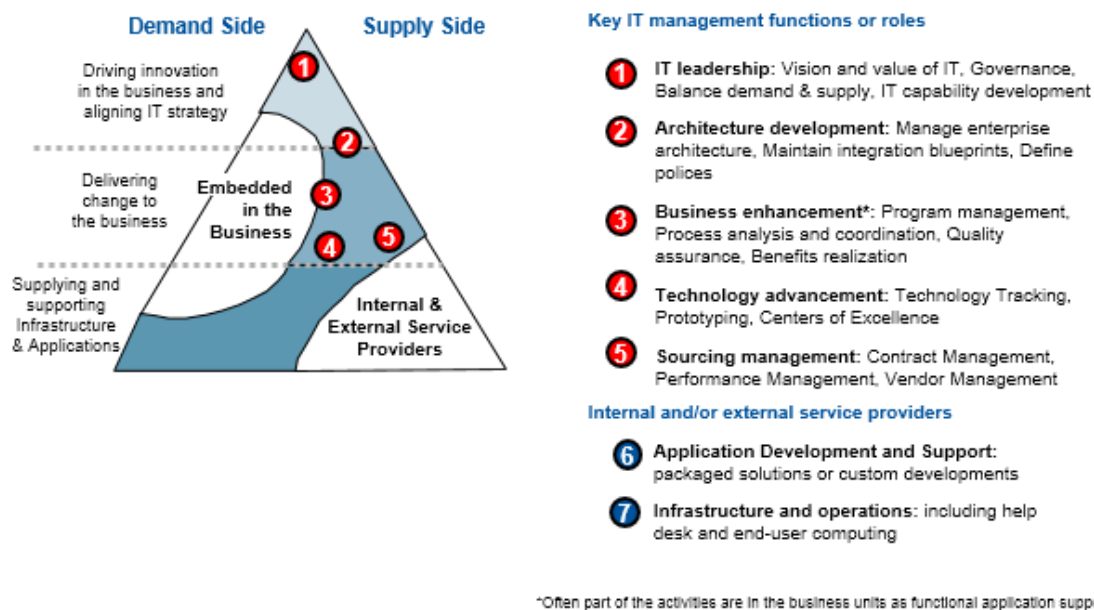 Demand Side
Supply Side
Driving innovation
in the business and
aligning IT strategy
Delivering
change to
the business
Supplying and
supporting
Infrastructure
& Applications
1
2
3
4
5
Embedded
in the
Business
Internal &
External Service
Providers
Key IT management functions or roles
1 IT leadership: Vision and value of IT, Governance,
Balance demand & supply, IT capability development
2 Architecture development: Manage enterprise
architecture, Maintain integration blueprints, Define
polices
3 Business enhancement*: Program management,
Process analysis and coordination, Quality
assurance, Benefits realization
4 Technology advancement: Technology Tracking,
Prototyping, Centers of Excellence
5 Sourcing management: Contract Management,
Performance Management, Vendor Management
Internal and/or external service providers
6 Application Development and Support:
packaged solutions or custom developments
7 Infrastructure and operations: including help
desk and end-user computing
*Often part of the activities are in the business units as functional application supp